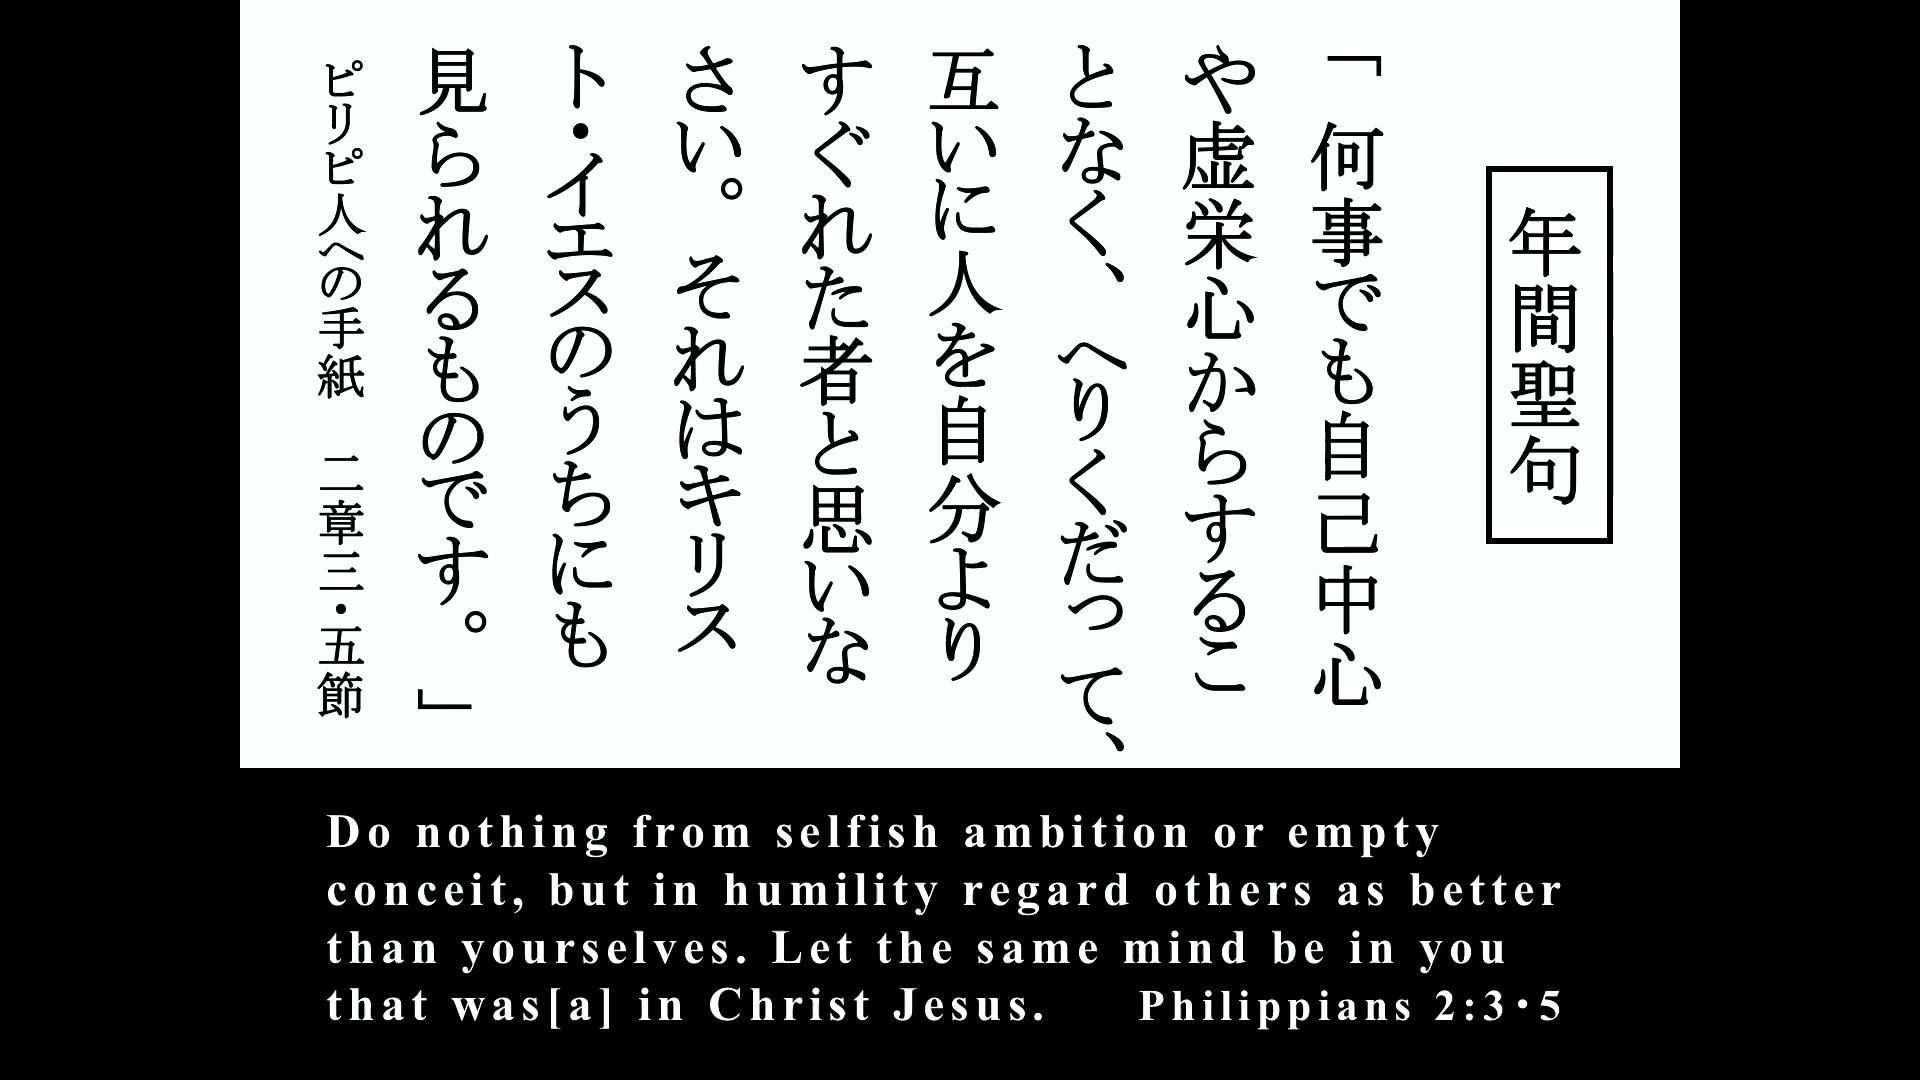 年間聖句
「何事でも自己中心
や虚栄心からするこ
となく、へりくだって、
互いに人を自分より
すぐれた者と思いな
さい。　それはキリス
ト・イエスのうちにも
見られるものです。」
ピリピ人への手紙　二章三・五節
Do nothing from selfish ambition or empty
conceit, but in humility regard others as better
than yourselves. Let the same mind be in you
that was[a] in Christ Jesus.　Philippians 2:3・5